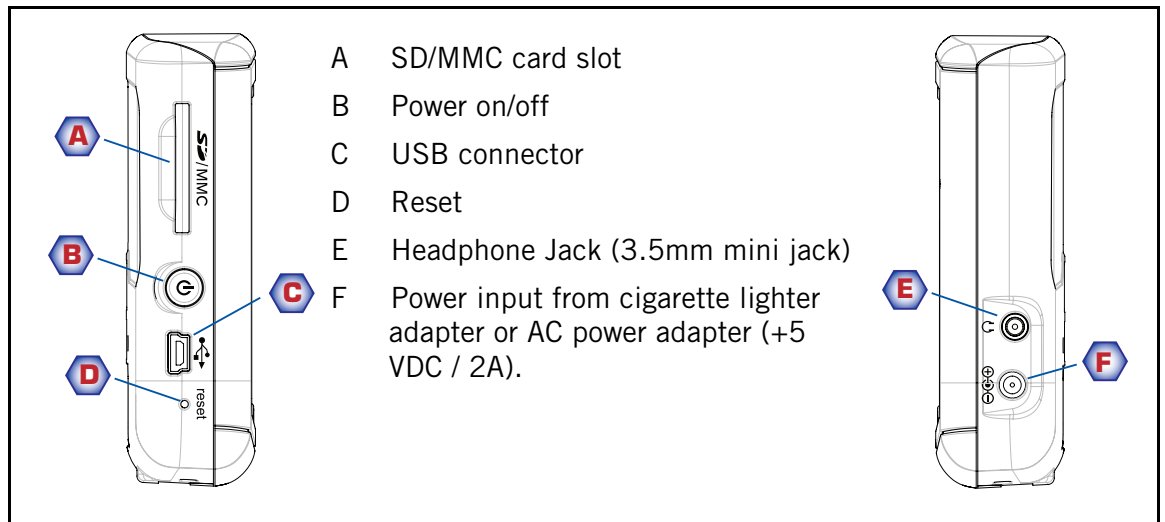 A SD/MMC card slot
B Power on/off
C USB connector
D Reset
E Headphone Jack (3.5mm mini jack)
F Power input from cigarette lighter
adapter or AC power adapter (+5
VDC / 2A).
A
SD/MMC
B
C
D
reset
E
F